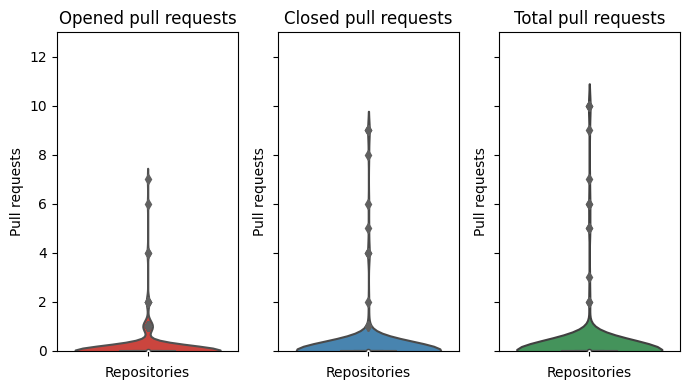 Opened pull requests
Closed pull requests
Total pull requests
12
10
8
6
4
2
0
Pull requests
Pull requests
Pull requests
Repositories
Repositories
Repositories